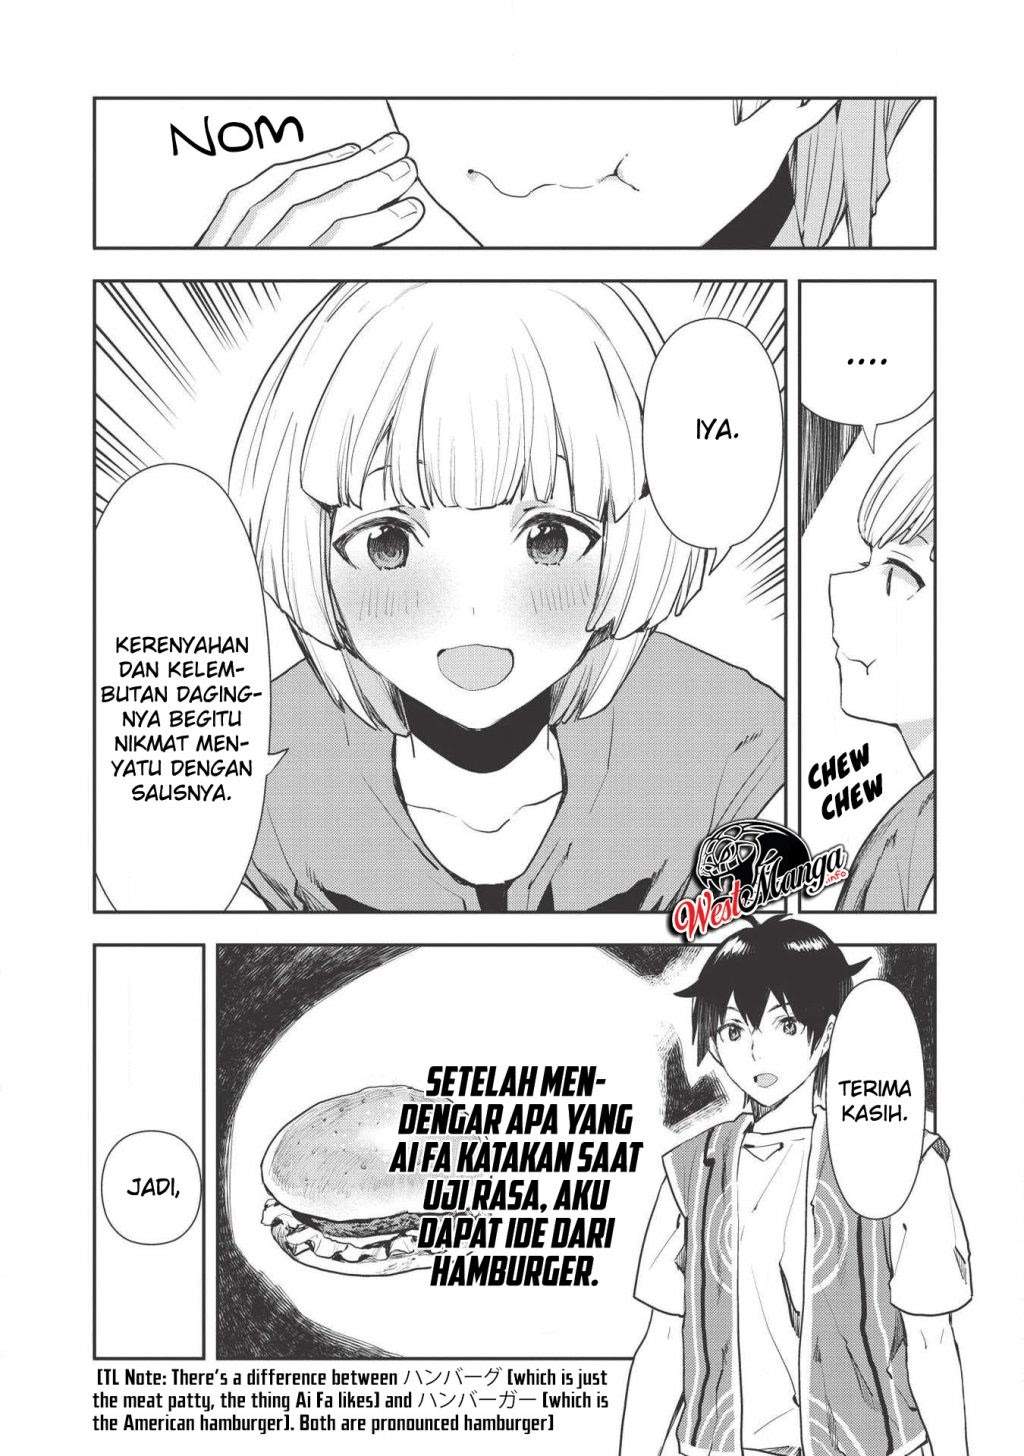 NOM
....
CHEW
CHEW
IYA.
KERENYAHAN
DAN KELEM-
BUTAN DAGING-
NYA BEGITU
NIKMAT MEN-
YATU DENGAN
SAUSNYA.
WestManga
.info
TERIMA
KASIH.
SETELAH MEN-
DENGAR APA YANG
AI FA KATAKAN SAAT
UJI RASA, AKU
DAPAT IDE DARI
HAMBURGER.
JADI,
[TL Note: There's a difference between ハンバーグ [which is just
the meat patty, the thing Ai Fa likes] and ハンバーガー [which is
the American hamburger]. Both are pronounced hamburger]